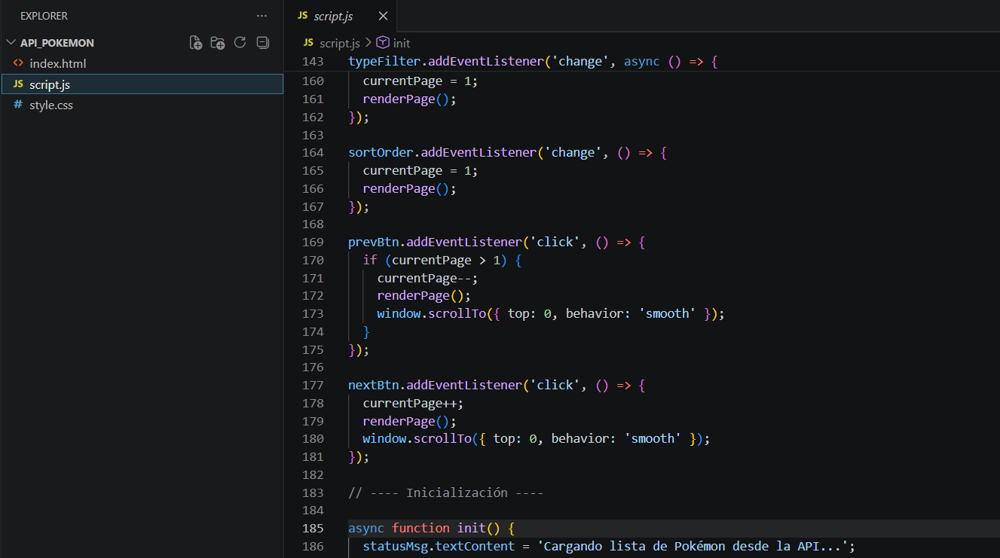 EXPLORER
API_POKEMON
<> index.html
JS script.js
# style.css
JS script.js
JS script.js > init
143 typeFilter.addEventListener('change', async () => {
160 currentPage = 1;
161 renderPage();
162 });
163
164 sortOrder.addEventListener('change', () => {
165 currentPage = 1;
166 renderPage();
167 });
168
169 prevBtn.addEventListener('click', () => {
170 if (currentPage > 1) {
171 currentPage--;
172 renderPage();
173 window.scrollTo({ top: 0, behavior: 'smooth' });
174 }
175 });
176
177 nextBtn.addEventListener('click', () => {
178 currentPage++;
179 renderPage();
180 window.scrollTo({ top: 0, behavior: 'smooth' });
181 });
182
183 // ---- Inicialización ----
184
185 async function init() {
186 statusMsg.textContent = 'Cargando lista de Pokémon desde la API...';